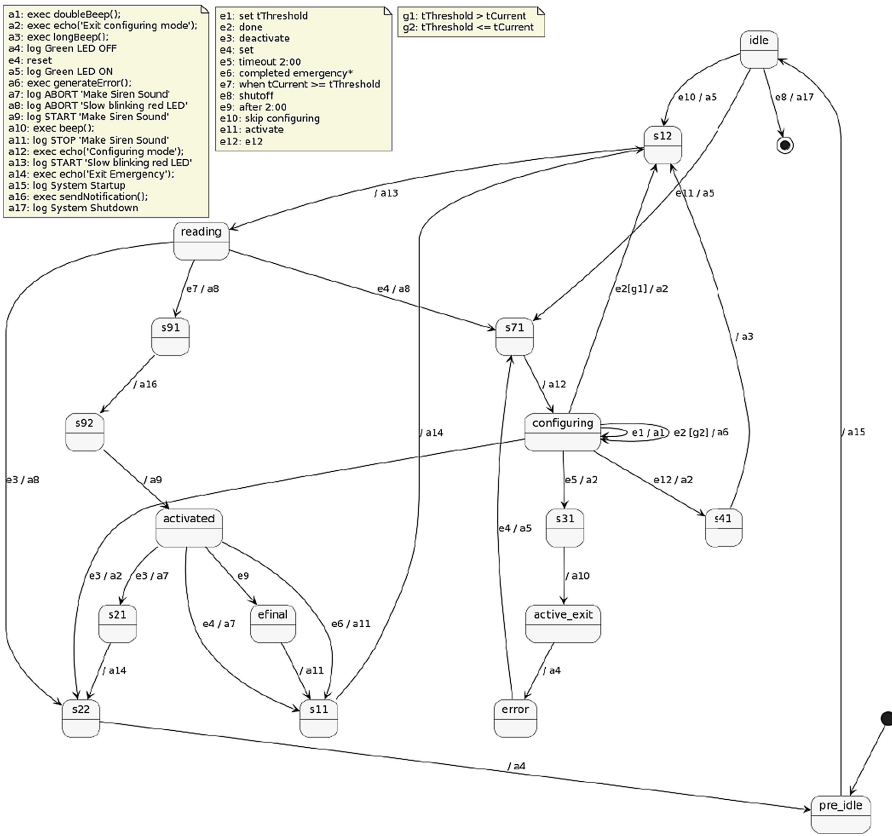 a1: exec doubleBeep();
a2: exec echo('Exit configuring mode');
a3: exec longBeep();
a4: log Green LED OFF
e4: reset
a5: log Green LED ON
a6: exec generateError();
a7: log ABORT 'Make Siren Sound'
a8: log ABORT 'Slow blinking red LED'
a9: log START 'Make Siren Sound'
a10: exec beep();
a11: log STOP 'Make Siren Sound'
a12: exec echo('Configuring mode');
a13: log START 'Slow blinking red LED'
a14: exec echo('Exit Emergency');
a15: log System Startup
a16: exec sendNotification();
a17: log System Shutdown
e1: set tThreshold
e2: done
e3: deactivate
e4: set
e5: timeout 2:00
e6: completed emergency*
e7: when tCurrent >= tThreshold
e8: shutoff
e9: after 2:00
e10: skip configuring
e11: activate
e12: e12
g1: tThreshold > tCurrent
g2: tThreshold <= tCurrent
idle
e10 / a5
e8 / a17
s12
/ a13
e11 / a5
reading
e7 / a8
e4 / a8
e2[g1] / a2
s91
s71
/ a3
/ a16
/ a12
s92
configuring
e1 / a1
e2 [g2] / a6
/ a14
/ a15
e3 / a8
/ a9
e5 / a2
e12 / a2
activated
s31
s41
e4 / a5
e3 / a2
e3 / a7
e9
/ a10
s21
efinal
active_exit
e4 / a7
e6 / a11
/ a14
/ a11
/ a4
s22
s11
error
/ a4
pre_idle